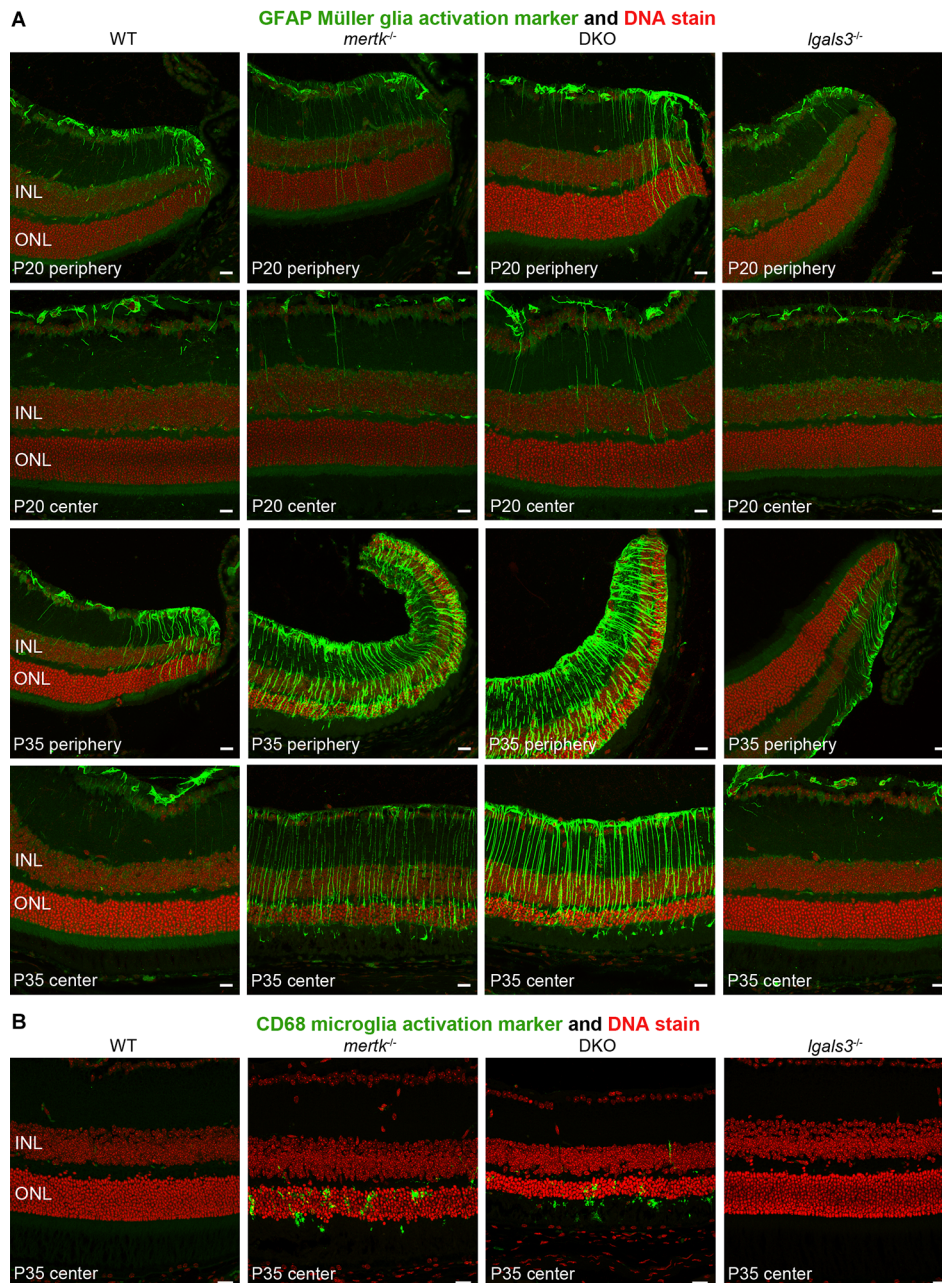 A
GFAP Müller glia activation marker and DNA stain
WT mertk-/- DKO lgals3-/-
INL
ONL
P20 periphery P20 periphery P20 periphery P20 periphery
INL
ONL
P20 center P20 center P20 center P20 center
INL
ONL
P35 periphery P35 periphery P35 periphery P35 periphery
INL
ONL
P35 center P35 center P35 center P35 center
B
CD68 microglia activation marker and DNA stain
WT mertk-/- DKO lgals3-/-
INL
ONL
P35 center P35 center P35 center P35 center